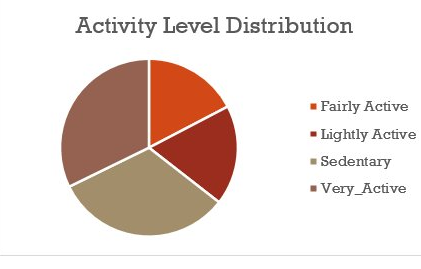 Activity Level Distribution
Fairly Active
Lightly Active
Sedentary
Very_Active